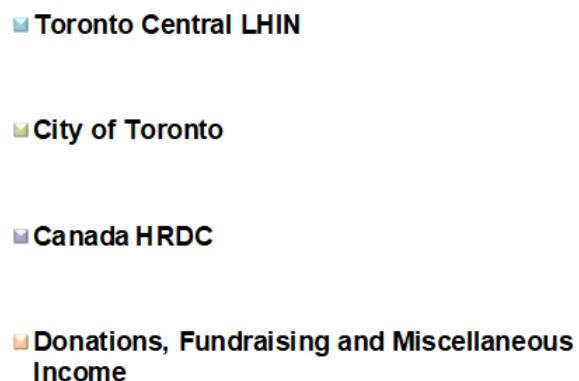 Toronto Central LHIN
City of Toronto
Canada HRDC
Donations, Fundraising and Miscellaneous
Income